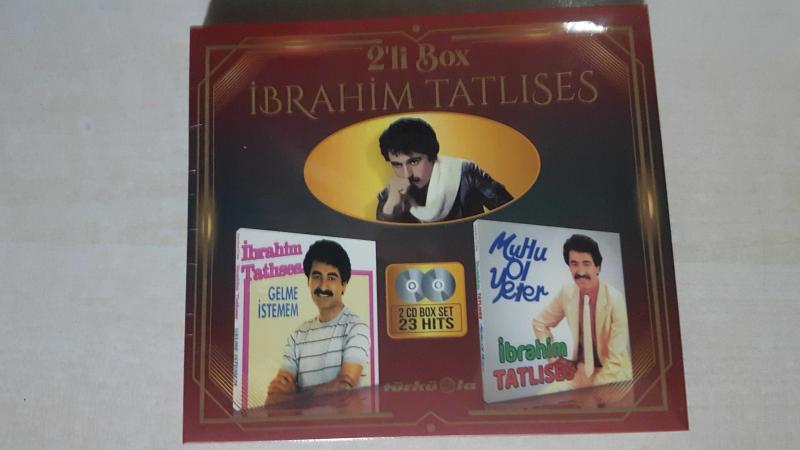 2'li Box
İBRAHİM TATLISES
İbrahim
Tatlıses
GELME
İSTEMEM
2 CD BOX SET
23 HITS
Mutlu
Ol
Yeter
İbrahim
TATLISES
türküola